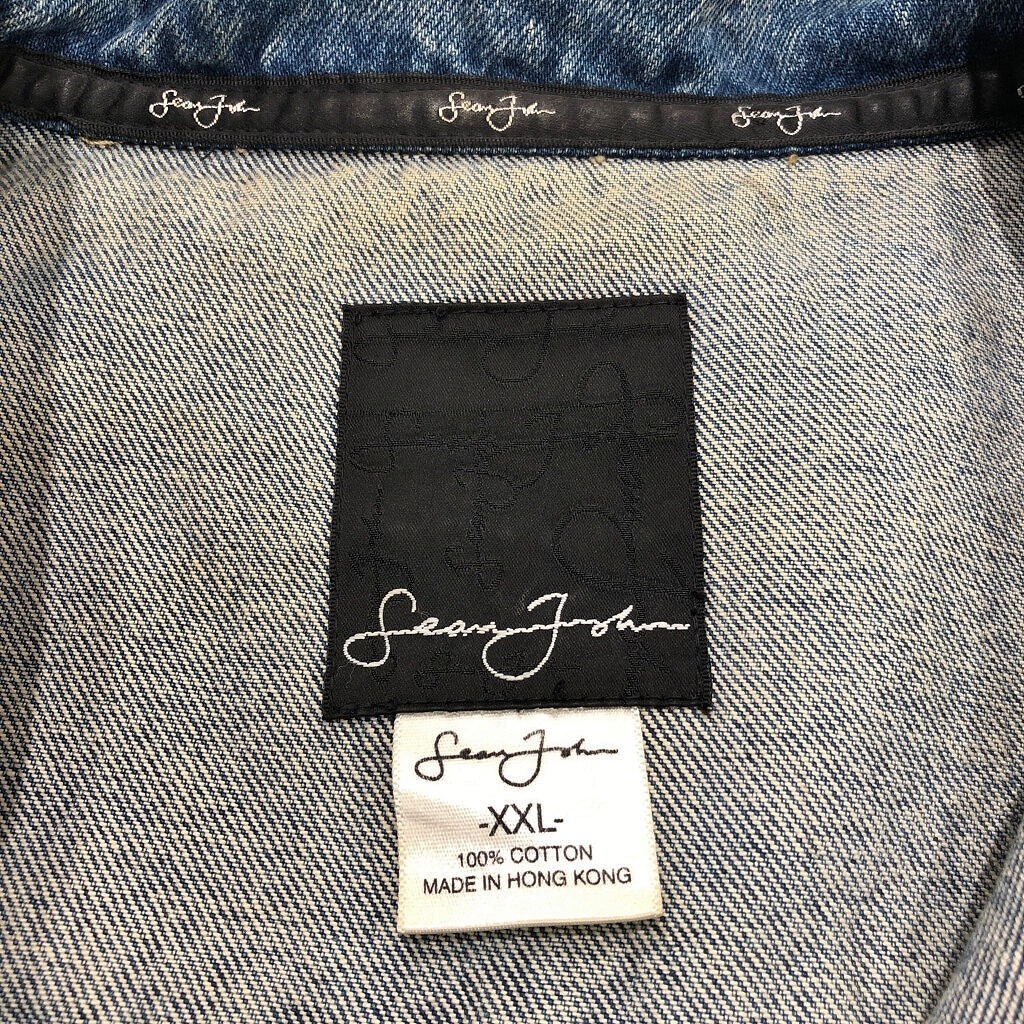 Sean John Sean John Sean John
Sean John
Sean John
-XXL-
100% COTTON
MADE IN HONG KONG